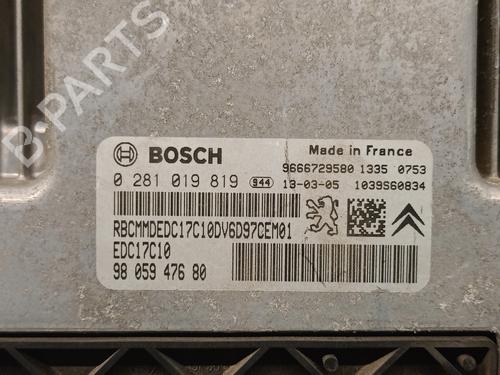 B-PARTS
BOSCH
Made in France
0 281 019 819 944
9666729580 1335 0753
13-03-05 1039S60834
RBCMMDEDC17C10DV6D97CEM01
EDC17C10
98 059 476 80